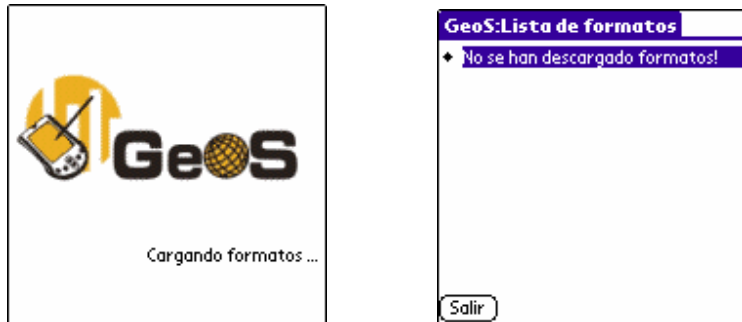 GeoS
Cargando formatos ...
GeoS:Lista de formatos
No se han descargado formatos!
Salir